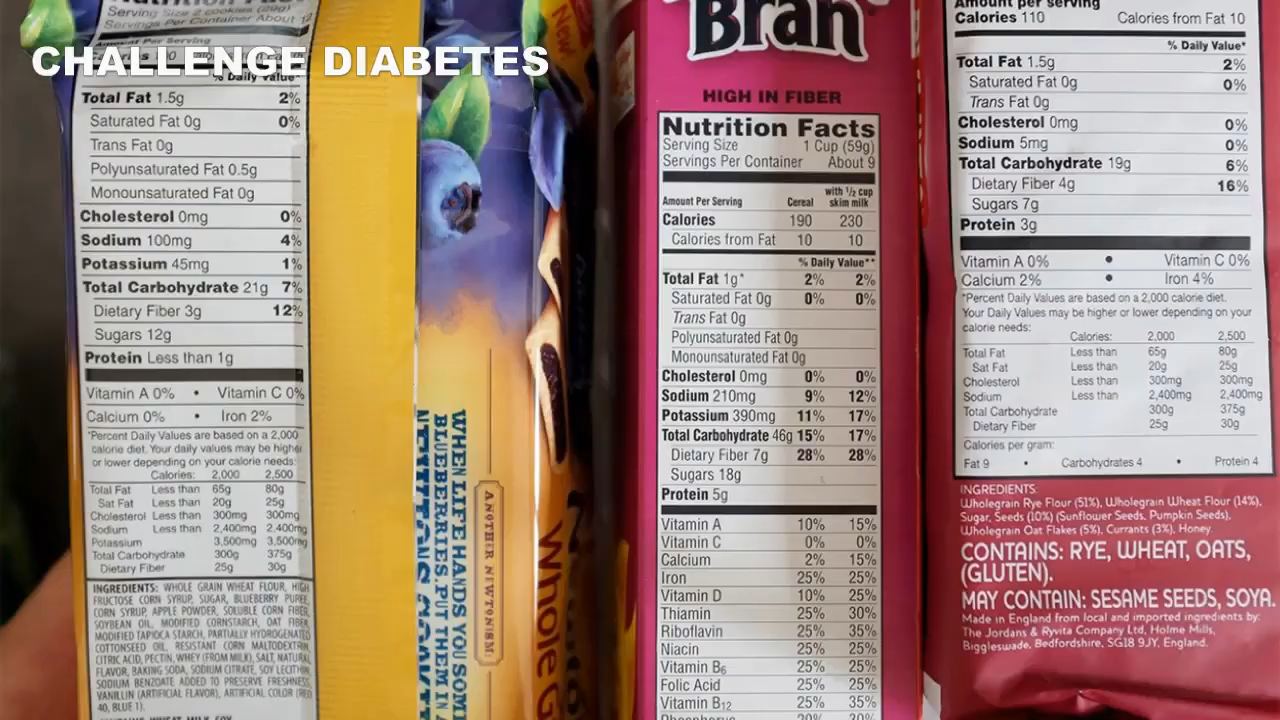 CHALLENGE DIABETES
Nutrition Facts
Serving Size 2 cookies (29g)
Servings Per Container About 12
Amount Per Serving
% Daily Value*
Total Fat 1.5g 2%
Saturated Fat 0g 0%
Trans Fat 0g
Polyunsaturated Fat 0.5g
Monounsaturated Fat 0g
Cholesterol 0mg 0%
Sodium 100mg 4%
Potassium 45mg 1%
Total Carbohydrate 21g 7%
Dietary Fiber 3g 12%
Sugars 12g
Protein Less than 1g
Vitamin A 0% • Vitamin C 0%
Calcium 0% • Iron 2%
*Percent Daily Values are based on a 2,000
calorie diet. Your daily values may be higher
or lower depending on your calorie needs:
Calories: 2,000 2,500
Total Fat Less than 65g 80g
Sat Fat Less than 20g 25g
Cholesterol Less than 300mg 300mg
Sodium Less than 2,400mg 2,400mg
Potassium 3,500mg 3,500mg
Total Carbohydrate 300g 375g
Dietary Fiber 25g 30g
INGREDIENTS: WHOLE GRAIN WHEAT FLOUR, HIGH
FRUCTOSE CORN SYRUP, SUGAR, BLUEBERRY PUREE,
CORN SYRUP, APPLE POWDER, SOLUBLE CORN FIBER,
SOYBEAN OIL, MODIFIED CORNSTARCH, OAT FIBER,
MODIFIED TAPIOCA STARCH, PARTIALLY HYDROGENATED
COTTONSEED OIL, RESISTANT CORN MALTODEXTRIN,
CITRIC ACID, PECTIN, WHEY (FROM MILK), SALT, NATURAL
FLAVOR, BAKING SODA, SODIUM CITRATE, SOY LECITHIN,
SODIUM BENZOATE ADDED TO PRESERVE FRESHNESS,
VANILLIN (ARTIFICIAL FLAVOR), ARTIFICIAL COLOR (RED
40, BLUE 1).
New
WHEN LIFE HANDS YOU SOME
BLUEBERRIES, PUT THEM IN A
ANOTHER NEWTONISM
Whole G
Bran
HIGH IN FIBER
Nutrition Facts
Serving Size 1 Cup (59g)
Servings Per Container About 9
Amount Per Serving Cereal with 1/2 cup skim milk
Calories 190 230
Calories from Fat 10 10
% Daily Value**
Total Fat 1g* 2% 2%
Saturated Fat 0g 0% 0%
Trans Fat 0g
Polyunsaturated Fat 0g
Monounsaturated Fat 0g
Cholesterol 0mg 0% 0%
Sodium 210mg 9% 12%
Potassium 390mg 11% 17%
Total Carbohydrate 46g 15% 17%
Dietary Fiber 7g 28% 28%
Sugars 18g
Protein 5g
Vitamin A 10% 15%
Vitamin C 0% 0%
Calcium 2% 15%
Iron 25% 25%
Vitamin D 10% 25%
Thiamin 25% 30%
Riboflavin 25% 35%
Niacin 25% 25%
Vitamin B6 25% 25%
Folic Acid 25% 25%
Vitamin B12 25% 35%
Phosphorus 20% 30%
Amount per serving
Calories 110 Calories from Fat 10
% Daily Value*
Total Fat 1.5g 2%
Saturated Fat 0g 0%
Trans Fat 0g
Cholesterol 0mg 0%
Sodium 5mg 0%
Total Carbohydrate 19g 6%
Dietary Fiber 4g 16%
Sugars 7g
Protein 3g
Vitamin A 0% • Vitamin C 0%
Calcium 2% • Iron 4%
*Percent Daily Values are based on a 2,000 calorie diet.
Your Daily Values may be higher or lower depending on your
calorie needs:
Calories: 2,000 2,500
Total Fat Less than 65g 80g
Sat Fat Less than 20g 25g
Cholesterol Less than 300mg 300mg
Sodium Less than 2,400mg 2,400mg
Total Carbohydrate 300g 375g
Dietary Fiber 25g 30g
Calories per gram:
Fat 9 • Carbohydrates 4 • Protein 4
INGREDIENTS:
Wholegrain Rye Flour (51%), Wholegrain Wheat Flour (14%),
Sugar, Seeds (10%) (Sunflower Seeds, Pumpkin Seeds),
Wholegrain Oat Flakes (5%), Currants (3%), Honey.
CONTAINS: RYE, WHEAT, OATS,
(GLUTEN).
MAY CONTAIN: SESAME SEEDS, SOYA.
Made in England from local and imported ingredients by:
The Jordans & Ryvita Company Ltd, Holme Mills,
Biggleswade, Bedfordshire, SG18 9JY, England.